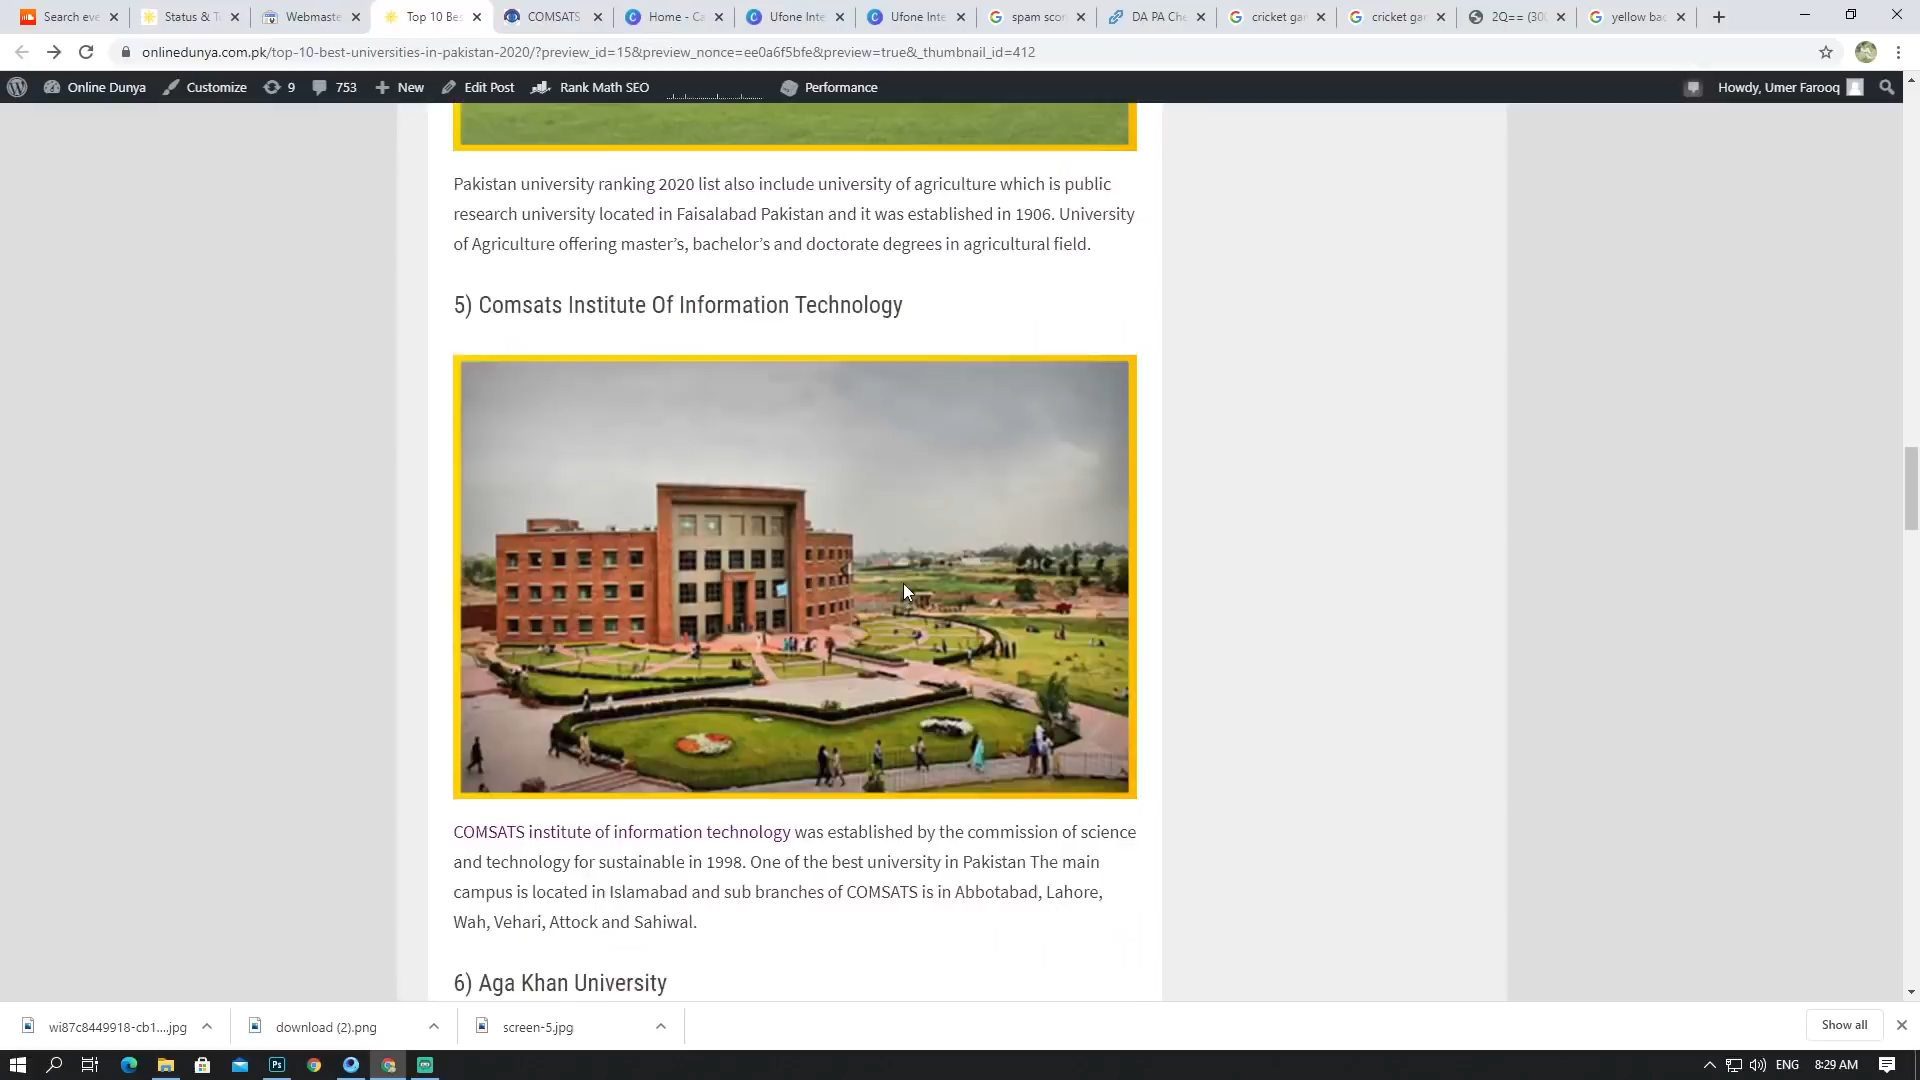 Search eve
Status & To
Webmaste
Top 10 Bes
COMSATS
Home - Ca
Ufone Inte
Ufone Inte
spam scor
DA PA Che
cricket gar
cricket gar
2Q== (300
yellow bac
onlinedunya.com.pk/top-10-best-universities-in-pakistan-2020/?preview_id=15&preview_nonce=ee0a6f5bfe&preview=true&_thumbnail_id=412
Online Dunya
Customize
9
753
New
Edit Post
Rank Math SEO
Performance
Howdy, Umer Farooq
Pakistan university ranking 2020 list also include university of agriculture which is public
research university located in Faisalabad Pakistan and it was established in 1906. University
of Agriculture offering master’s, bachelor’s and doctorate degrees in agricultural field.
5) Comsats Institute Of Information Technology
COMSATS institute of information technology was established by the commission of science
and technology for sustainable in 1998. One of the best university in Pakistan The main
campus is located in Islamabad and sub branches of COMSATS is in Abbotabad, Lahore,
Wah, Vehari, Attock and Sahiwal.
6) Aga Khan University
wi87c8449918-cb1....jpg
download (2).png
screen-5.jpg
Show all
Ps
ENG
8:29 AM